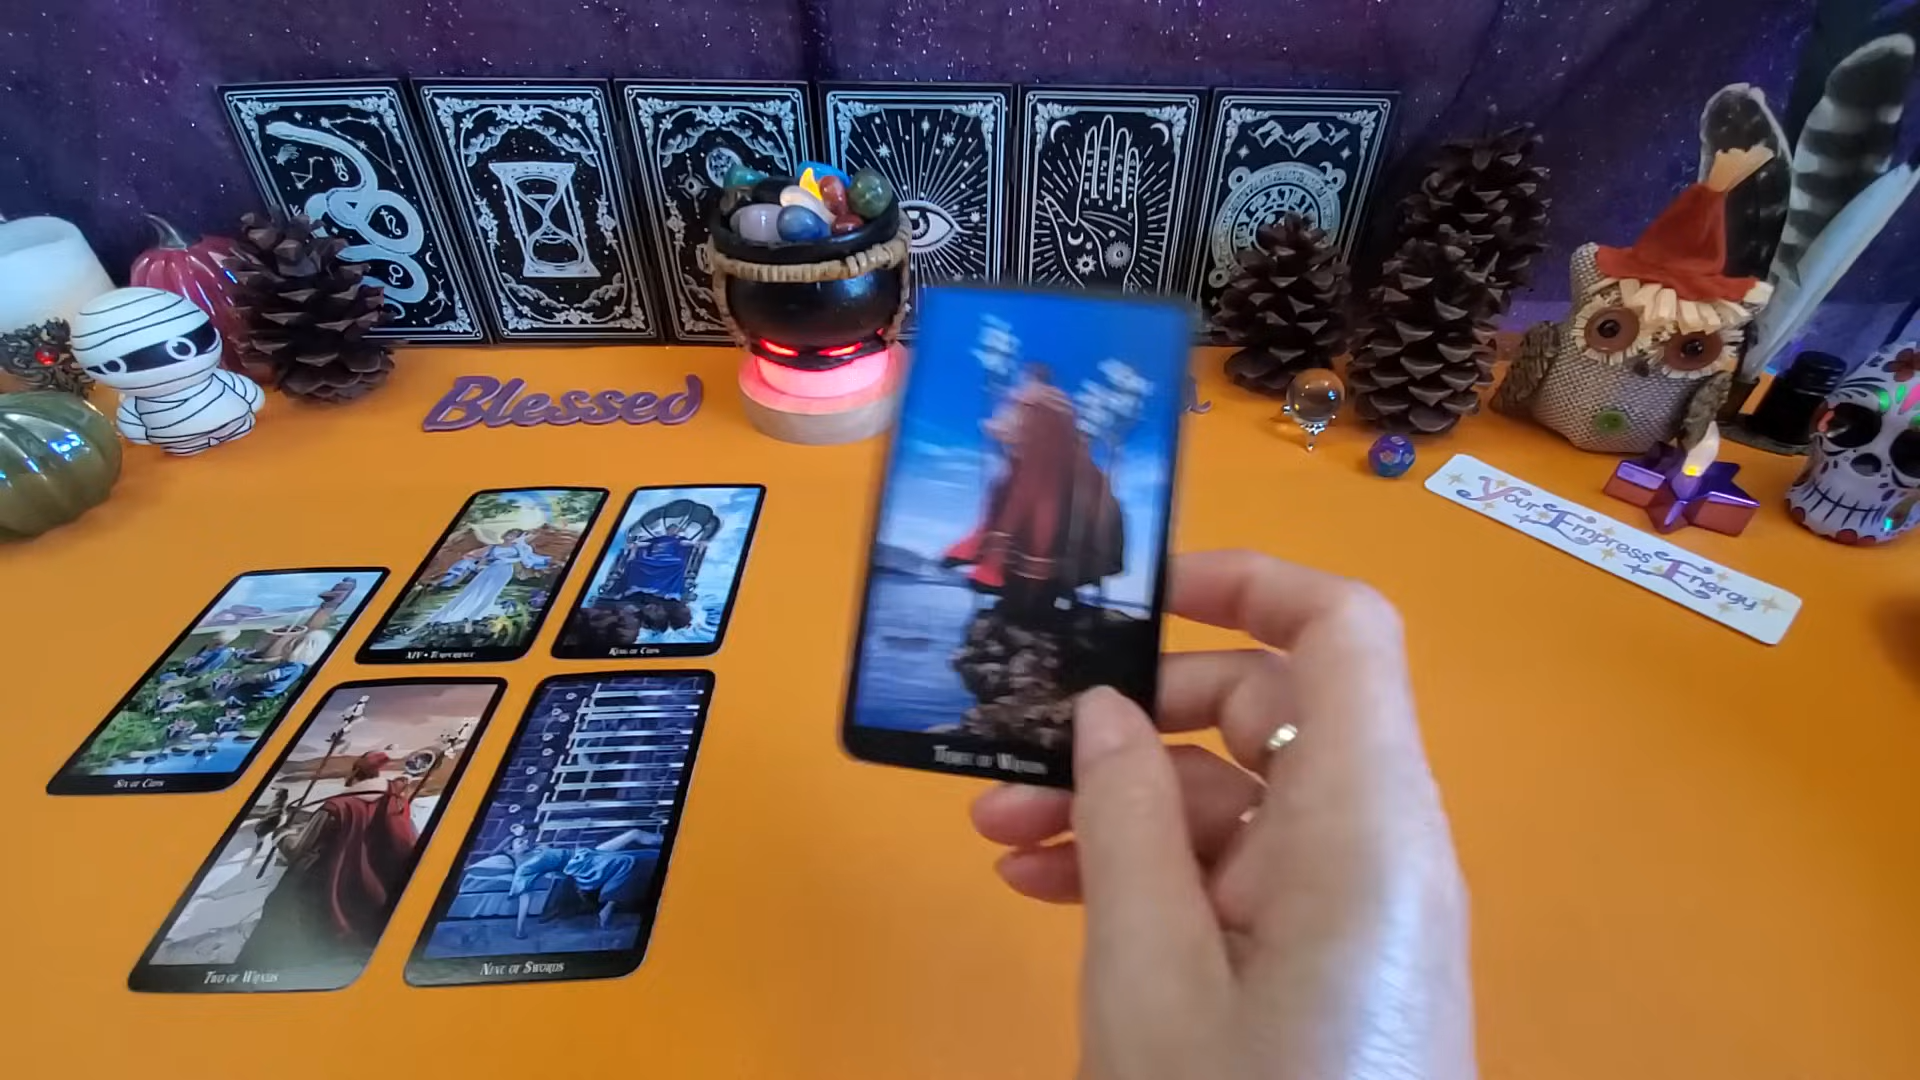 Blessed
Your Empress Energy
XIV • Temperence
King of Cups
Six of Cups
Three of Wands
Two of Wands
Nine of Swords